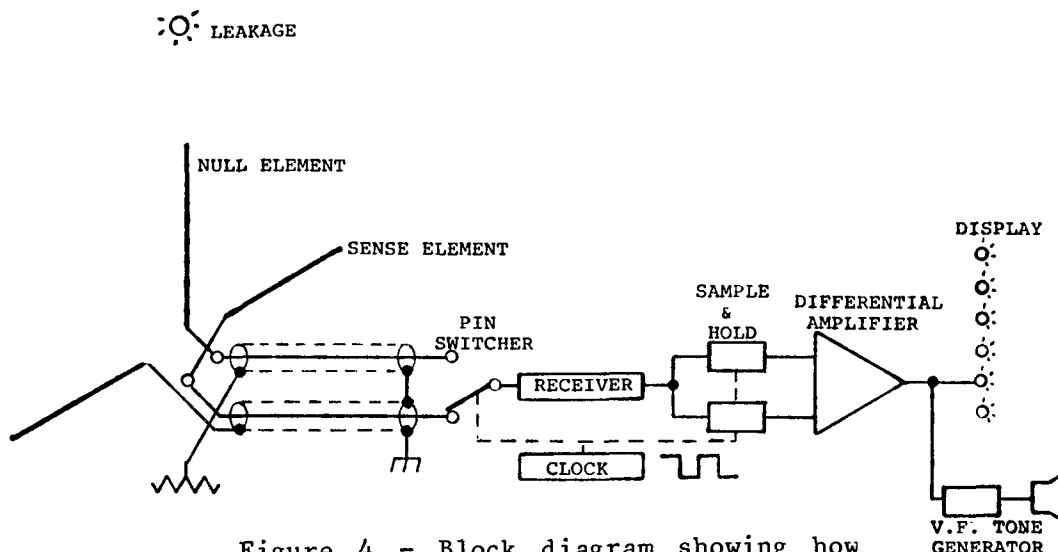 LEAKAGE
NULL ELEMENT
SENSE ELEMENT
PIN
SWITCHER
RECEIVER
CLOCK
SAMPLE
&
HOLD
DIFFERENTIAL
AMPLIFIER
DISPLAY
V.F. TONE
GENERATOR
Figure 4 - Block diagram showing how